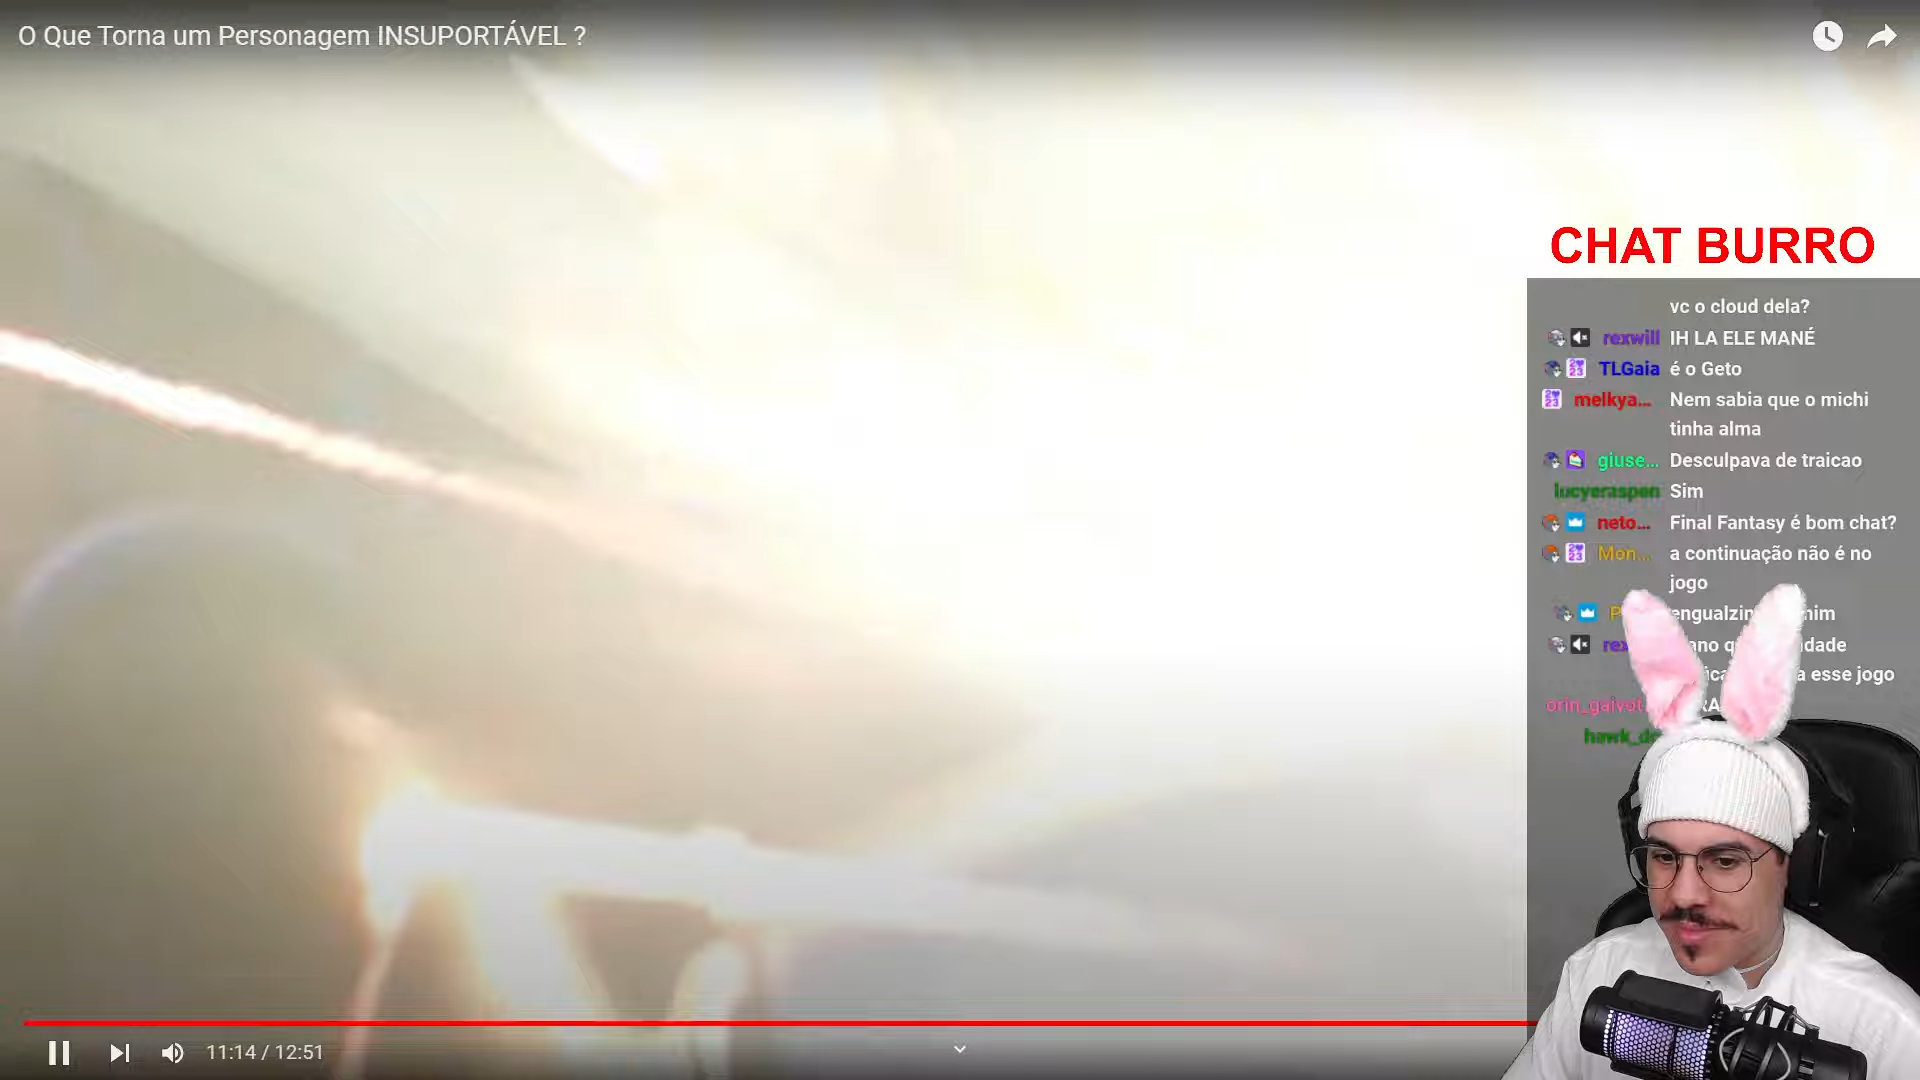 O Que Torna um Personagem INSUPORTÁVEL ?
CHAT BURRO
vc o cloud dela?
rexwill IH LA ELE MANÉ
TLGaia é o Geto
melkya... Nem sabia que o michi
tinha alma
giuse... Desculpava de traicao
lucyeraspen Sim
neto... Final Fantasy é bom chat?
Mon... a continuação não é no
jogo
esse jogo
11:14 / 12:51